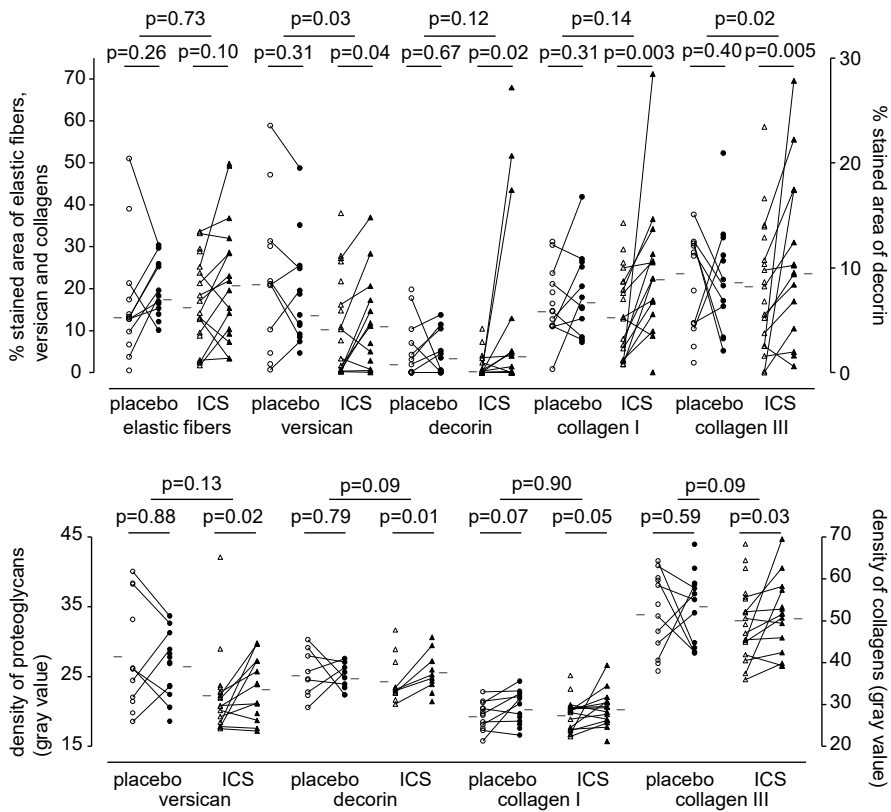 p=0.73 p=0.03 p=0.12 p=0.14 p=0.02
p=0.26 p=0.10 p=0.31 p=0.04 p=0.67 p=0.02 p=0.31 p=0.003 p=0.40 p=0.005
% stained area of elastic fibers,
versican and collagens
70
60
50
40
30
20
10
0
30
20
10
0
% stained area of decorin
placebo ICS placebo ICS placebo ICS placebo ICS placebo ICS
elastic fibers versican decorin collagen I collagen III
p=0.13 p=0.09 p=0.90 p=0.09
p=0.88 p=0.02 p=0.79 p=0.01 p=0.07 p=0.05 p=0.59 p=0.03
density of proteoglycans
(gray value)
45
35
25
15
70
60
50
40
30
20
density of collagens (gray value)
placebo ICS placebo ICS placebo ICS placebo ICS
versican decorin collagen I collagen III